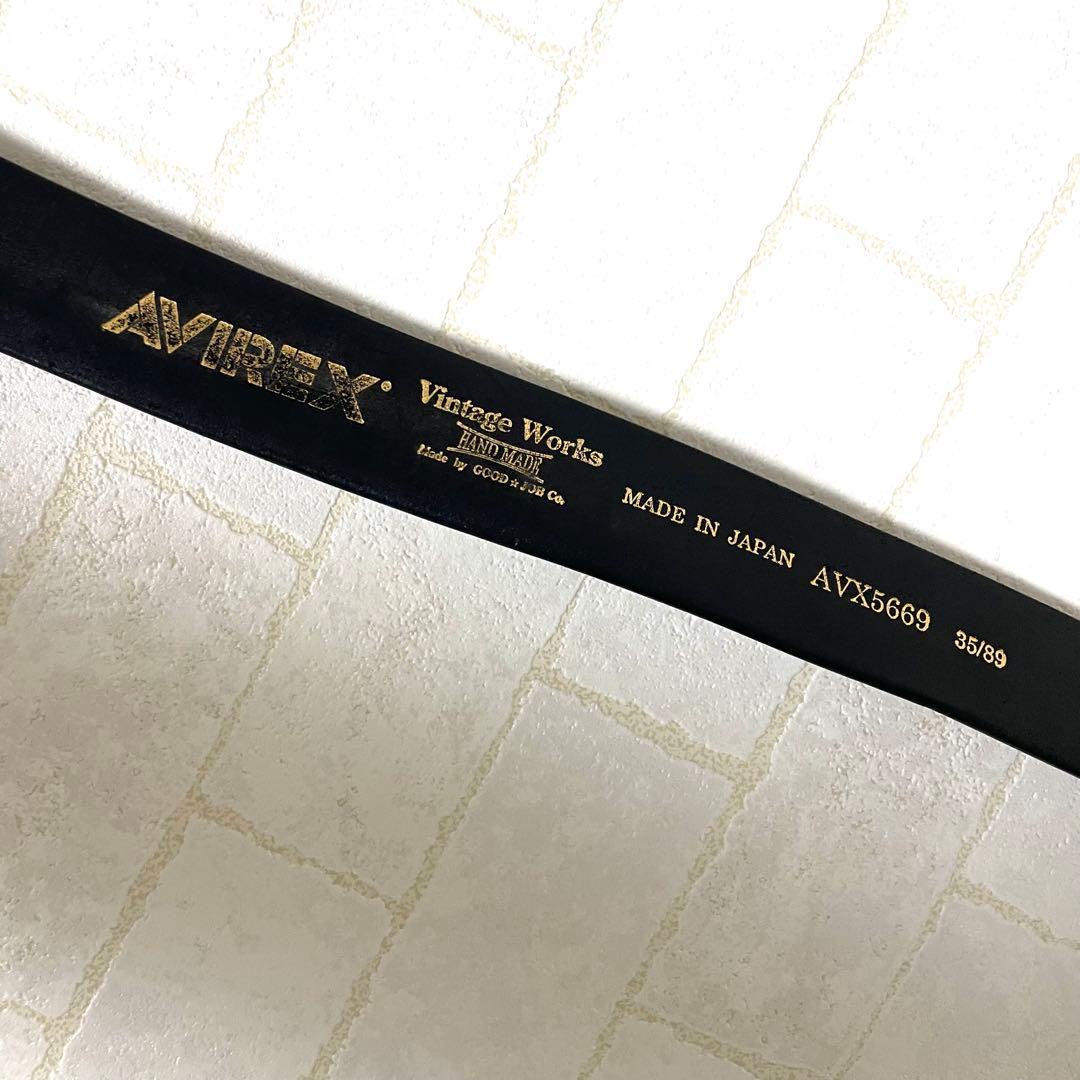 AVIREX®
Vintage Works
HAND MADE
Made by GOOD☆JOB Co.
MADE IN JAPAN AVX5669 35/89